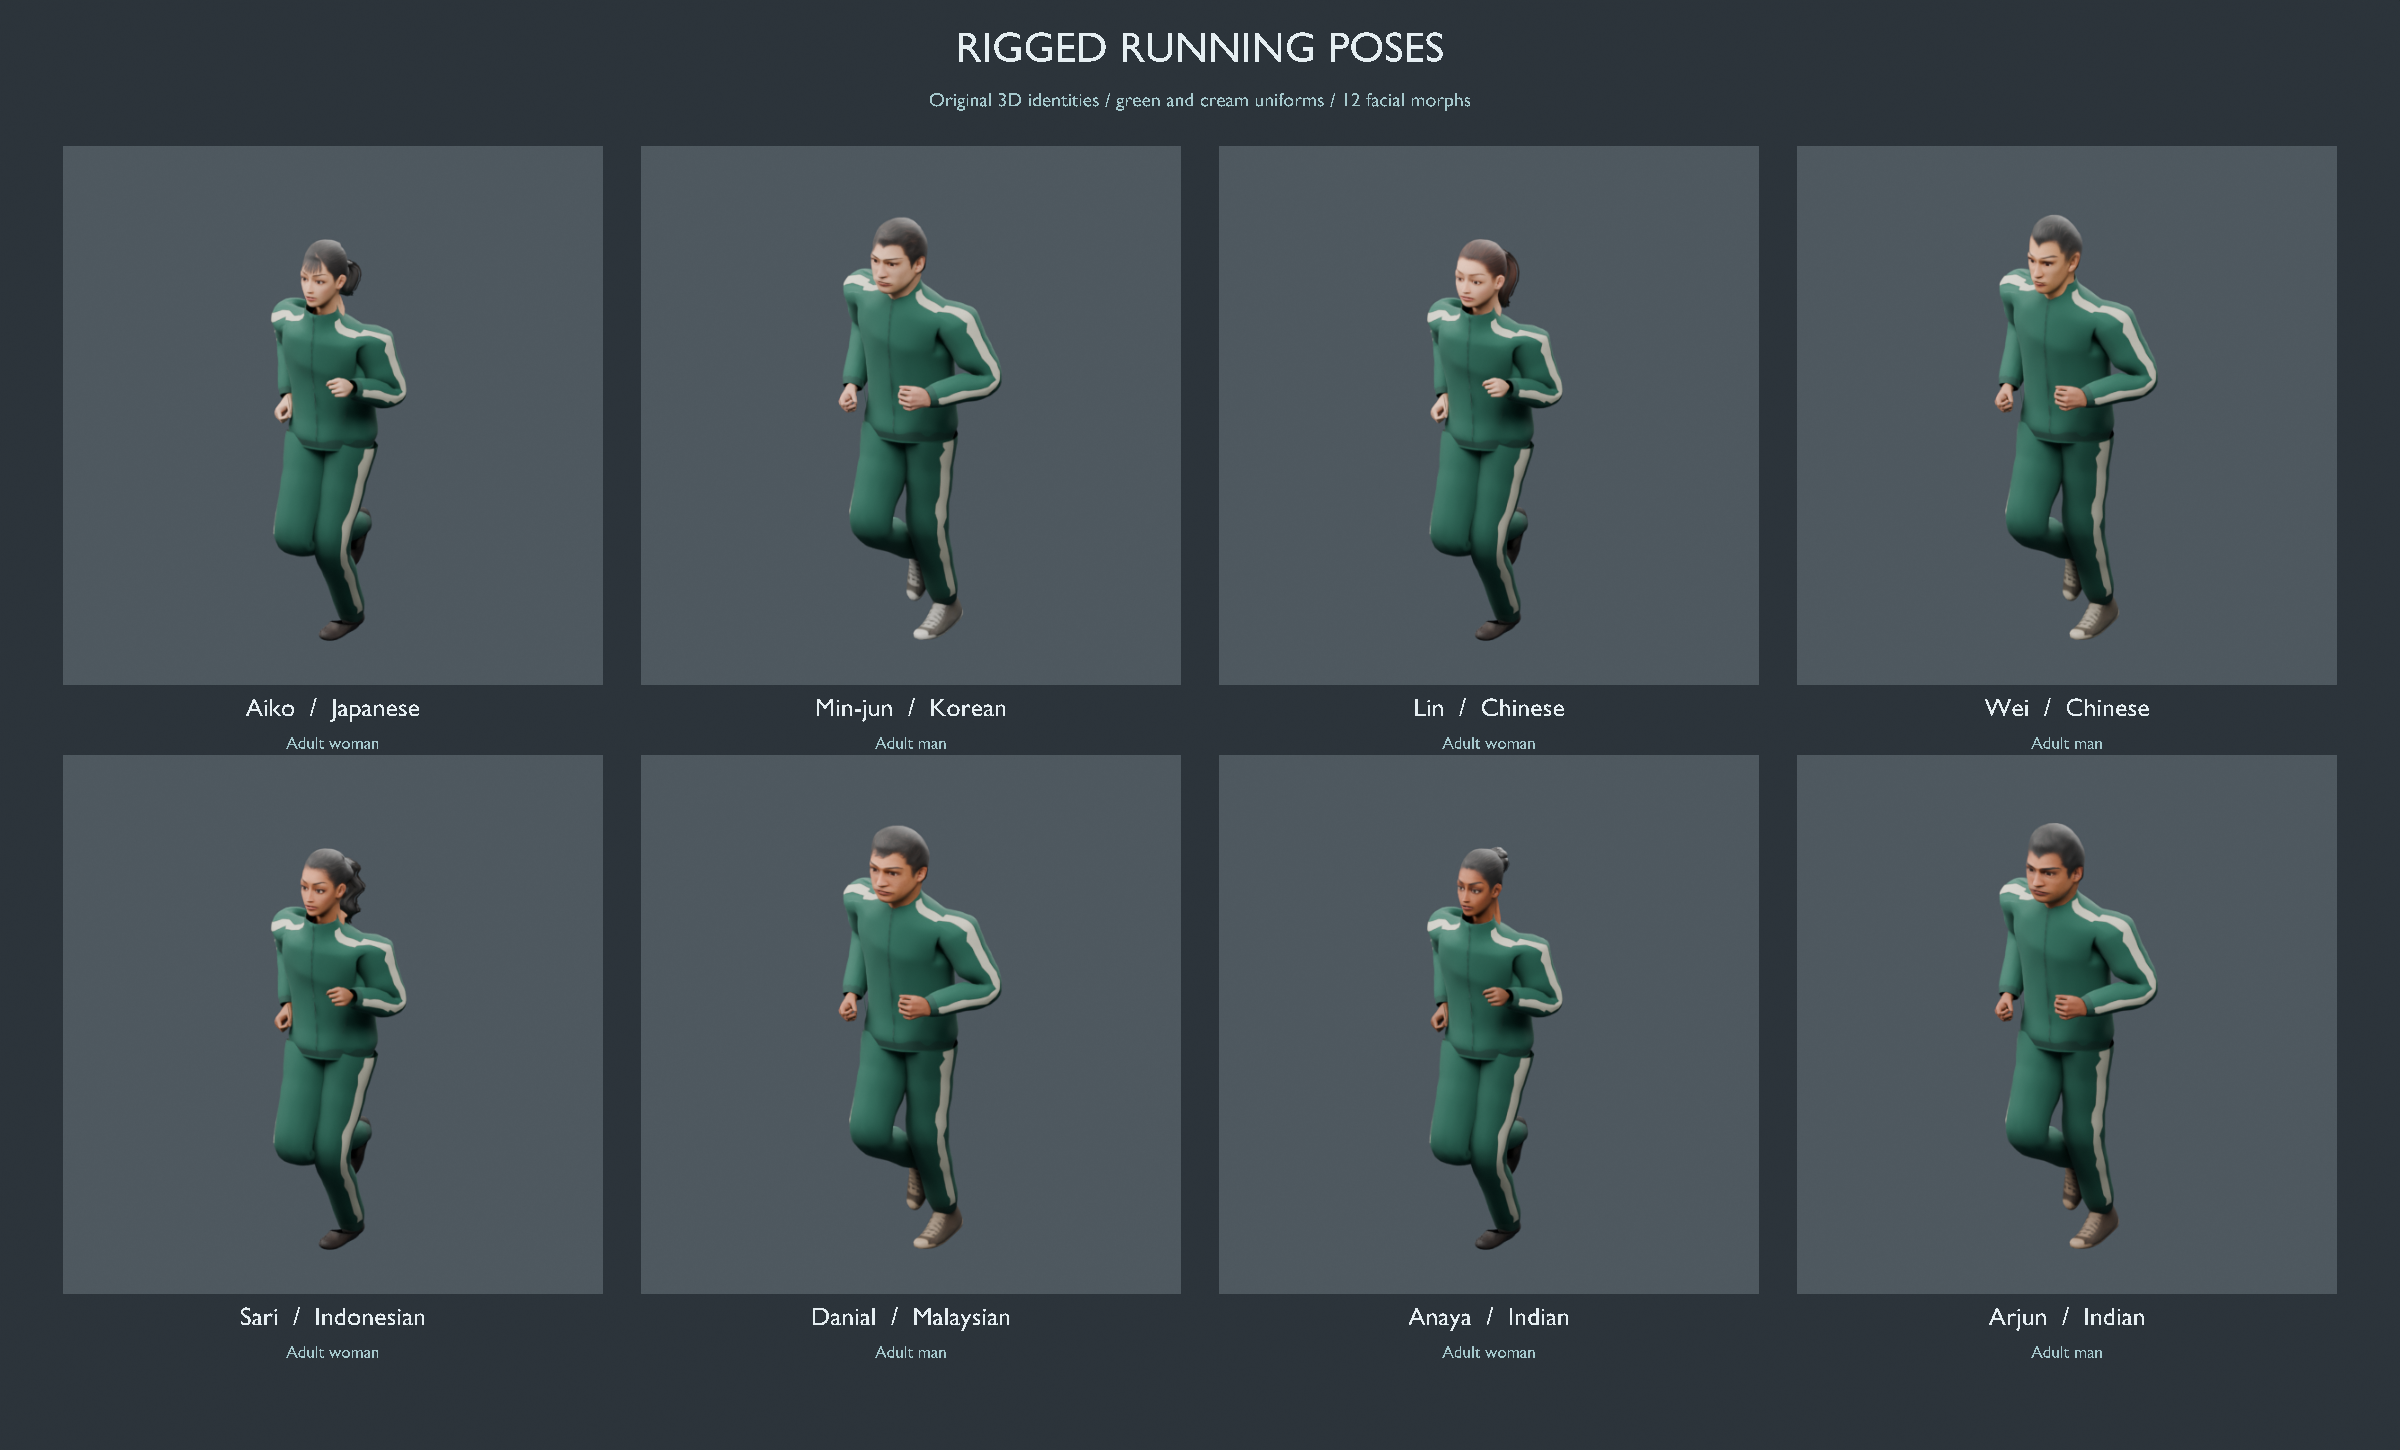 RIGGED RUNNING POSES
Original 3D identities / green and cream uniforms / 12 facial morphs
Aiko / Japanese
Adult woman
Min-jun / Korean
Adult man
Lin / Chinese
Adult woman
Wei / Chinese
Adult man
Sari / Indonesian
Adult woman
Danial / Malaysian
Adult man
Anaya / Indian
Adult woman
Arjun / Indian
Adult man